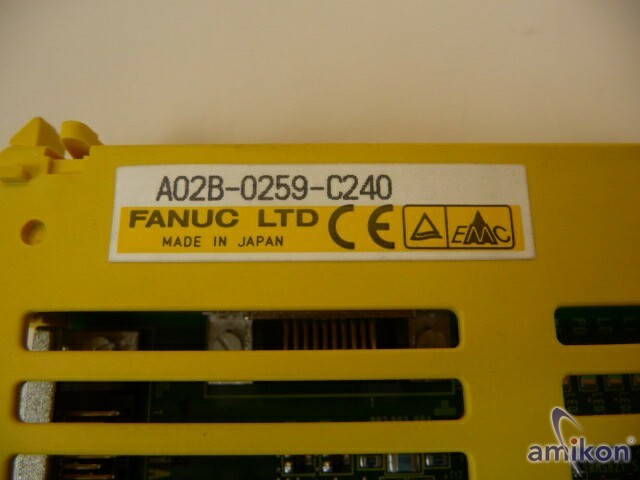 A02B-0259-C240
FANUC LTD CE
MADE IN JAPAN
EMC
amikon